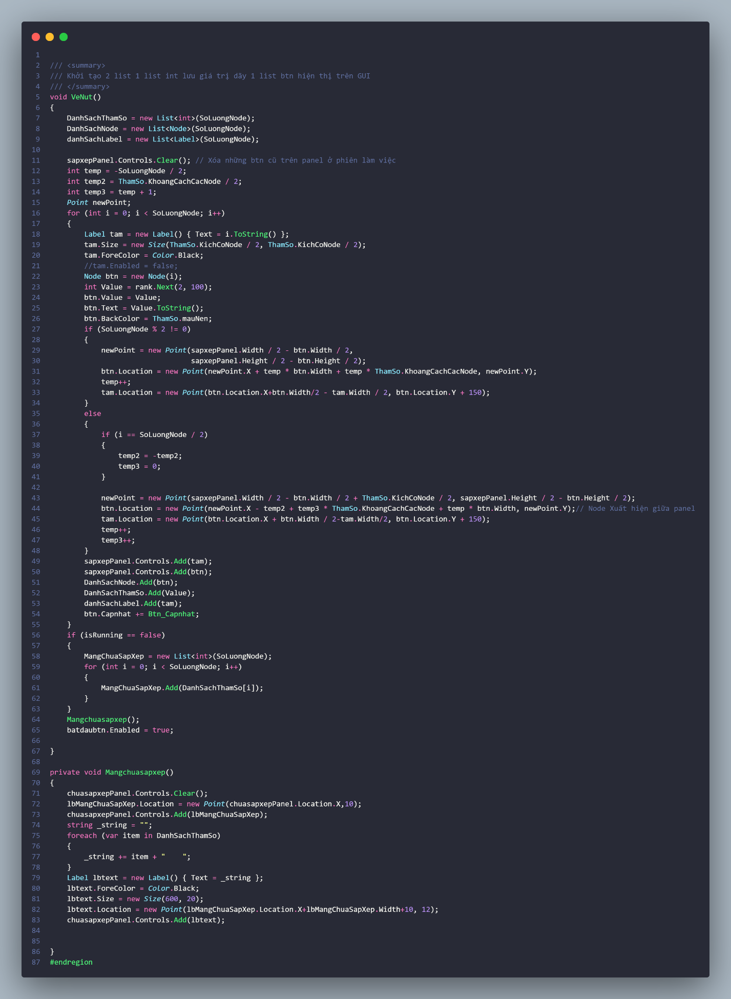 1
2 /// <summary>
3 /// Khởi tạo 2 list 1 list int lưu giá trị dãy 1 list btn hiện thị trên GUI
4 /// </summary>
5 void VeNut()
6 {
7     DanhSachThamSo = new List<int>(SoLuongNode);
8     DanhSachNode = new List<Node>(SoLuongNode);
9     danhSachLabel = new List<Label>(SoLuongNode);
10
11     sapxepPanel.Controls.Clear(); // Xóa những btn cũ trên panel ở phiên làm việc
12     int temp = -SoLuongNode / 2;
13     int temp2 = ThamSo.KhoangCachCacNode / 2;
14     int temp3 = temp + 1;
15     Point newPoint;
16     for (int i = 0; i < SoLuongNode; i++)
17     {
18         Label tam = new Label() { Text = i.ToString() };
19         tam.Size = new Size(ThamSo.KichCoNode / 2, ThamSo.KichCoNode / 2);
20         tam.ForeColor = Color.Black;
21         //tam.Enabled = false;
22         Node btn = new Node(i);
23         int Value = rank.Next(2, 100);
24         btn.Value = Value;
25         btn.Text = Value.ToString();
26         btn.BackColor = ThamSo.mauNen;
27         if (SoLuongNode % 2 != 0)
28         {
29             newPoint = new Point(sapxepPanel.Width / 2 - btn.Width / 2,
30                                  sapxepPanel.Height / 2 - btn.Height / 2);
31             btn.Location = new Point(newPoint.X + temp * btn.Width + temp * ThamSo.KhoangCachCacNode, newPoint.Y);
32             temp++;
33             tam.Location = new Point(btn.Location.X+btn.Width/2 - tam.Width / 2, btn.Location.Y + 150);
34         }
35         else
36         {
37             if (i == SoLuongNode / 2)
38             {
39                 temp2 = -temp2;
40                 temp3 = 0;
41             }
42
43             newPoint = new Point(sapxepPanel.Width / 2 - btn.Width / 2 + ThamSo.KichCoNode / 2, sapxepPanel.Height / 2 - btn.Height / 2);
44             btn.Location = new Point(newPoint.X - temp2 + temp3 * ThamSo.KhoangCachCacNode + temp * btn.Width, newPoint.Y);// Node Xuất hiện giữa panel
45             tam.Location = new Point(btn.Location.X + btn.Width / 2-tam.Width/2, btn.Location.Y + 150);
46             temp++;
47             temp3++;
48         }
49         sapxepPanel.Controls.Add(tam);
50         sapxepPanel.Controls.Add(btn);
51         DanhSachNode.Add(btn);
52         DanhSachThamSo.Add(Value);
53         danhSachLabel.Add(tam);
54         btn.Capnhat += Btn_Capnhat;
55     }
56     if (isRunning == false)
57     {
58         MangChuaSapXep = new List<int>(SoLuongNode);
59         for (int i = 0; i < SoLuongNode; i++)
60         {
61             MangChuaSapXep.Add(DanhSachThamSo[i]);
62         }
63     }
64     Mangchuasapxep();
65     batdaubtn.Enabled = true;
66
67 }
68
69 private void Mangchuasapxep()
70 {
71     chuasapxepPanel.Controls.Clear();
72     lbMangChuaSapXep.Location = new Point(chuasapxepPanel.Location.X,10);
73     chuasapxepPanel.Controls.Add(lbMangChuaSapXep);
74     string _string = "";
75     foreach (var item in DanhSachThamSo)
76     {
77         _string += item + "    ";
78     }
79     Label lbtext = new Label() { Text = _string };
80     lbtext.ForeColor = Color.Black;
81     lbtext.Size = new Size(600, 20);
82     lbtext.Location = new Point(lbMangChuaSapXep.Location.X+lbMangChuaSapXep.Width+10, 12);
83     chuasapxepPanel.Controls.Add(lbtext);
84
85
86 }
87 #endregion